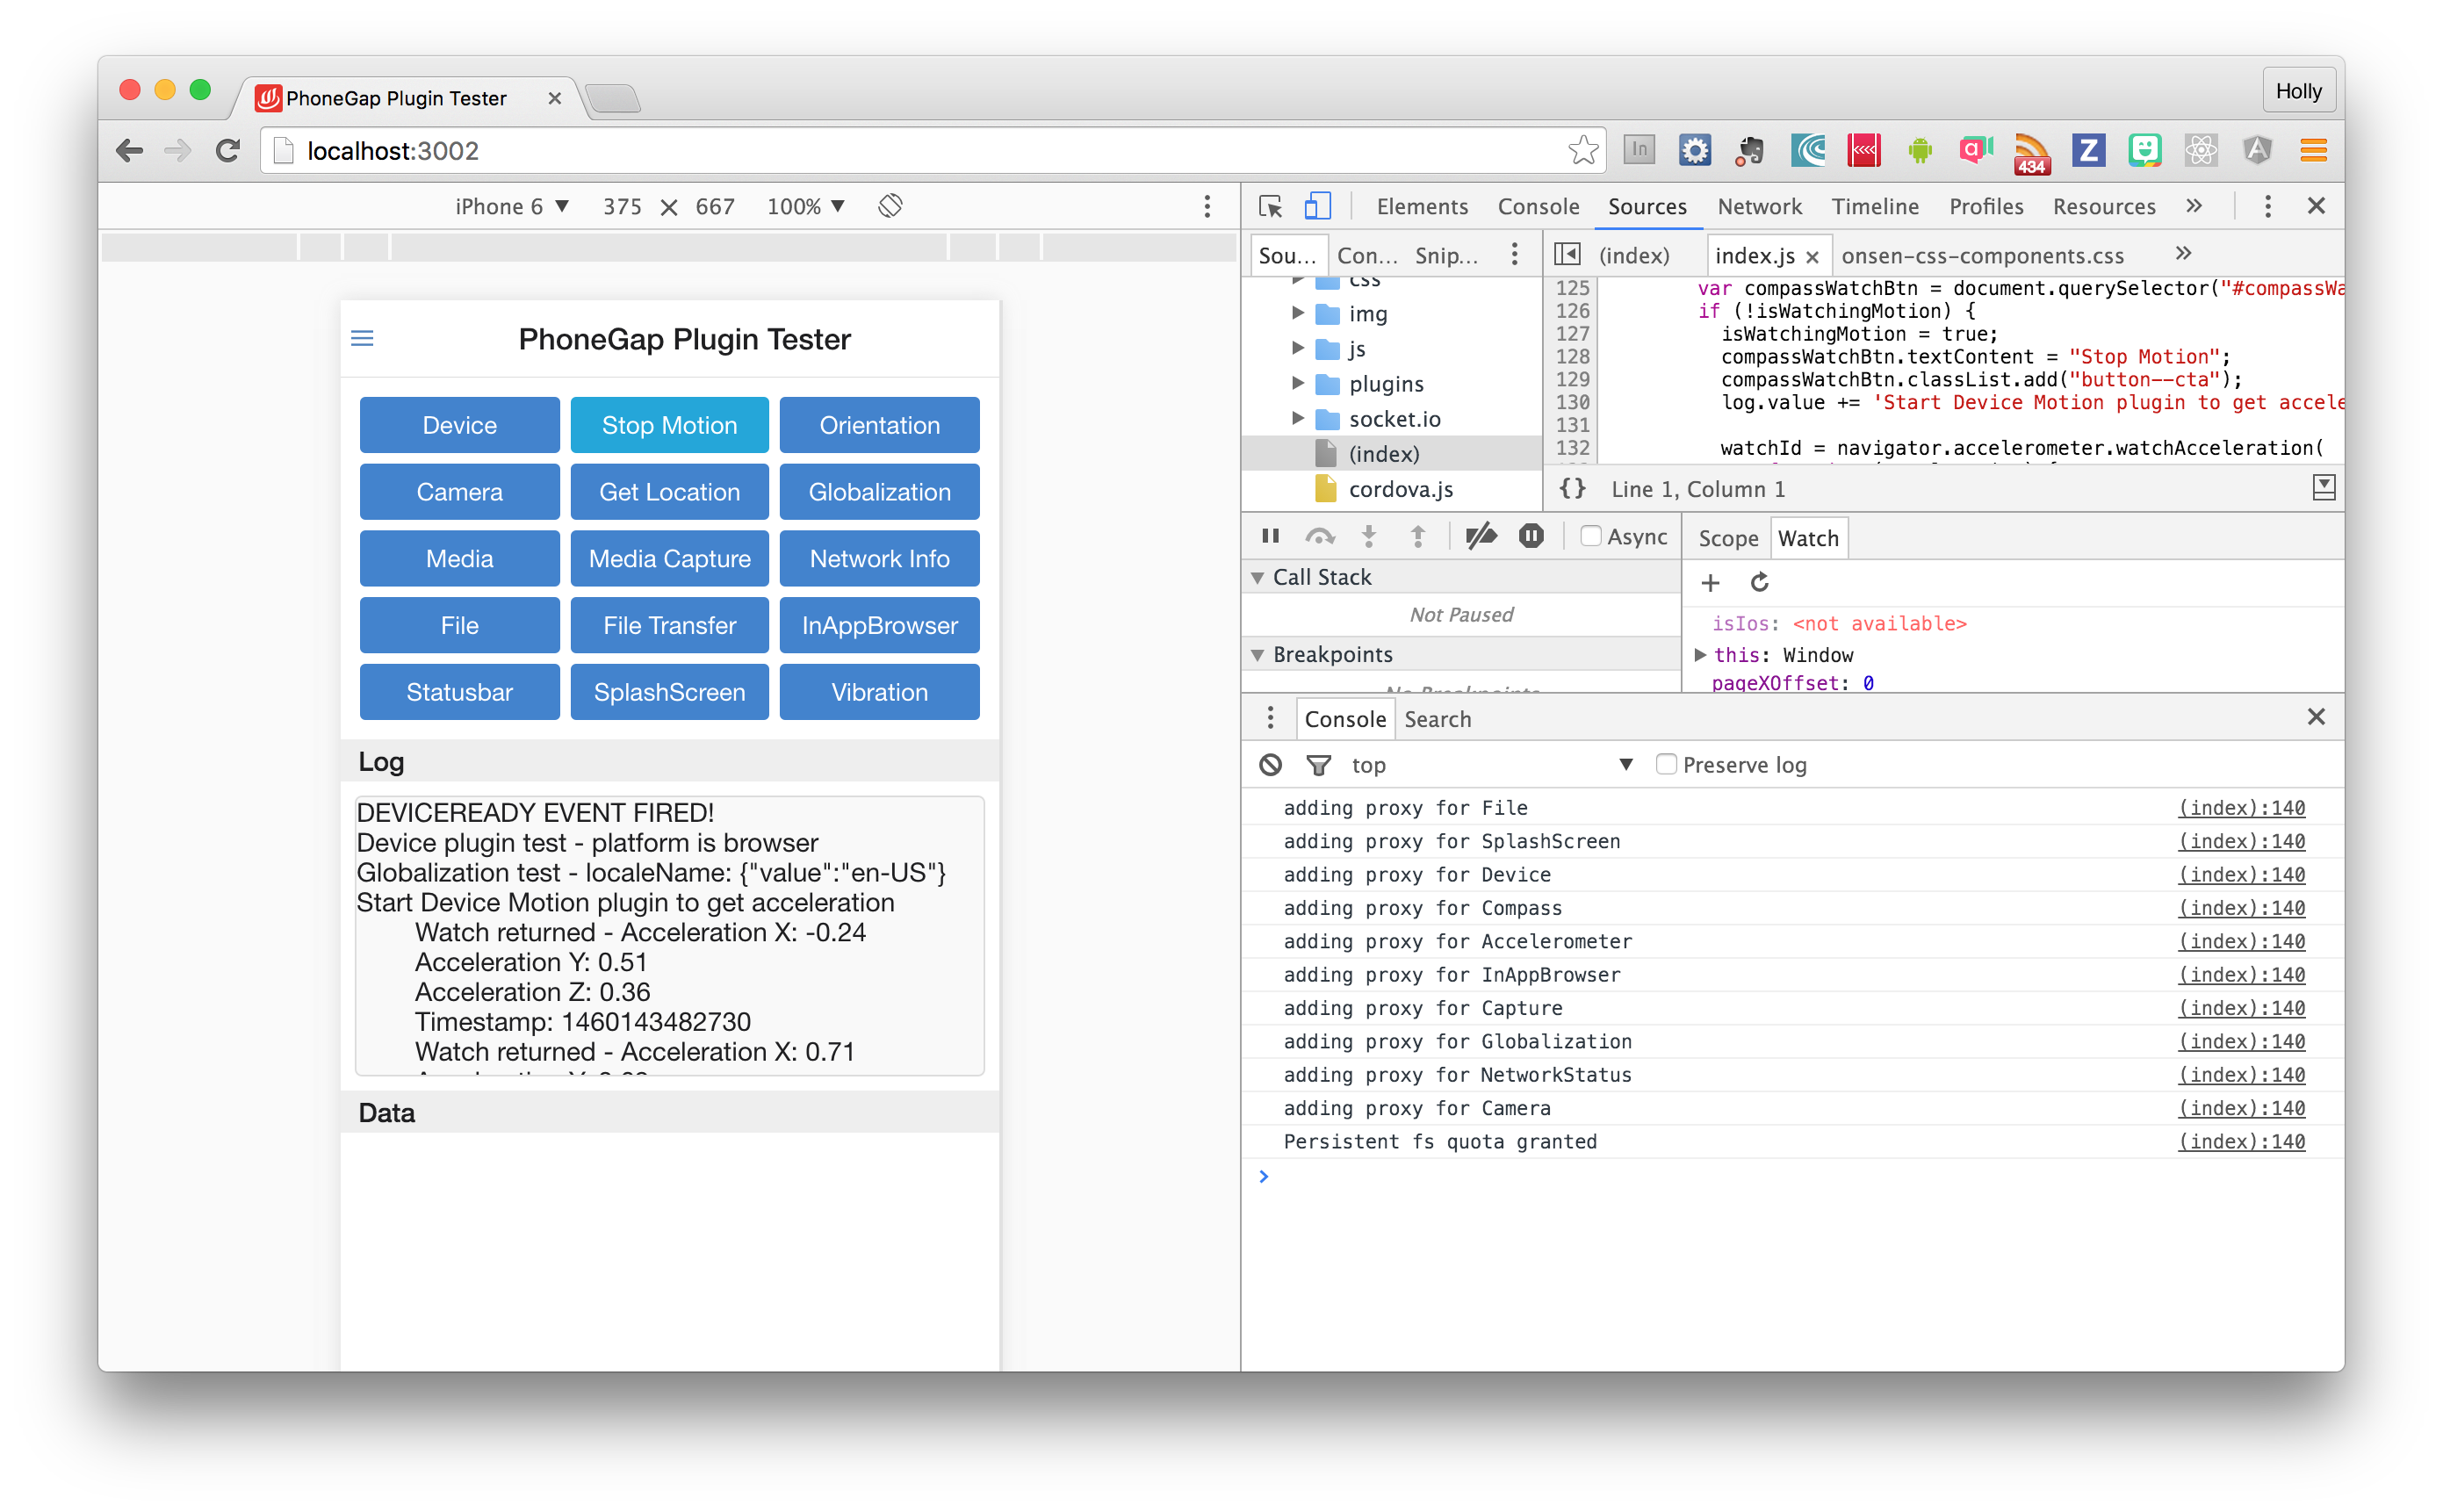 PhoneGap Plugin Tester
Holly
localhost:3002
In
434
Z
iPhone 6 375 667 100%
Elements Console Sources Network Timeline Profiles Resources
Sou... Con... Snip...
(index) index.js onsen-css-components.css
css
img
js
plugins
socket.io
(index)
cordova.js
125 var compassWatchBtn = document.querySelector("#compassWa
126 if (!isWatchingMotion) {
127 isWatchingMotion = true;
128 compassWatchBtn.textContent = "Stop Motion";
129 compassWatchBtn.classList.add("button--cta");
130 log.value += 'Start Device Motion plugin to get accele
131
132 watchId = navigator.accelerometer.watchAcceleration(
{} Line 1, Column 1
Async
Scope Watch
Call Stack
Not Paused
Breakpoints
No Breakpoints
isIos: <not available>
this: Window
pageXOffset: 0
Console Search
top Preserve log
adding proxy for File (index):140
adding proxy for SplashScreen (index):140
adding proxy for Device (index):140
adding proxy for Compass (index):140
adding proxy for Accelerometer (index):140
adding proxy for InAppBrowser (index):140
adding proxy for Capture (index):140
adding proxy for Globalization (index):140
adding proxy for NetworkStatus (index):140
adding proxy for Camera (index):140
Persistent fs quota granted (index):140
PhoneGap Plugin Tester
Device Stop Motion Orientation
Camera Get Location Globalization
Media Media Capture Network Info
File File Transfer InAppBrowser
Statusbar SplashScreen Vibration
Log
DEVICEREADY EVENT FIRED!
Device plugin test - platform is browser
Globalization test - localeName: {"value":"en-US"}
Start Device Motion plugin to get acceleration
Watch returned - Acceleration X: -0.24
Acceleration Y: 0.51
Acceleration Z: 0.36
Timestamp: 1460143482730
Watch returned - Acceleration X: 0.71
Data